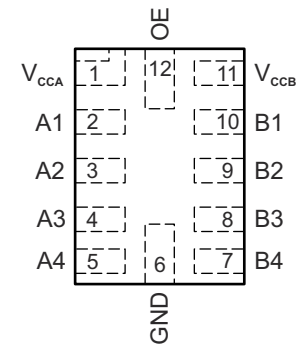 OE
VCCA 1 12 11 VCCB
A1 2 10 B1
A2 3 9 B2
A3 4 8 B3
A4 5 6 7 B4
GND